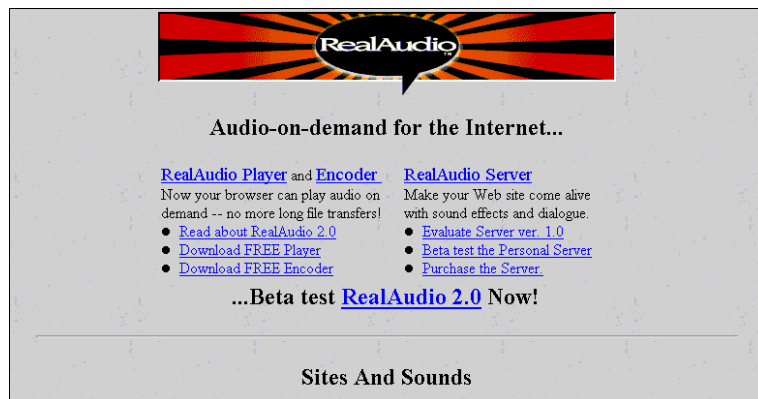 RealAudio™
Audio-on-demand for the Internet...
RealAudio Player and Encoder
Now your browser can play audio on
demand -- no more long file transfers!
● Read about RealAudio 2.0
● Download FREE Player
● Download FREE Encoder
RealAudio Server
Make your Web site come alive
with sound effects and dialogue.
● Evaluate Server ver. 1.0
● Beta test the Personal Server
● Purchase the Server.
...Beta test RealAudio 2.0 Now!
Sites And Sounds